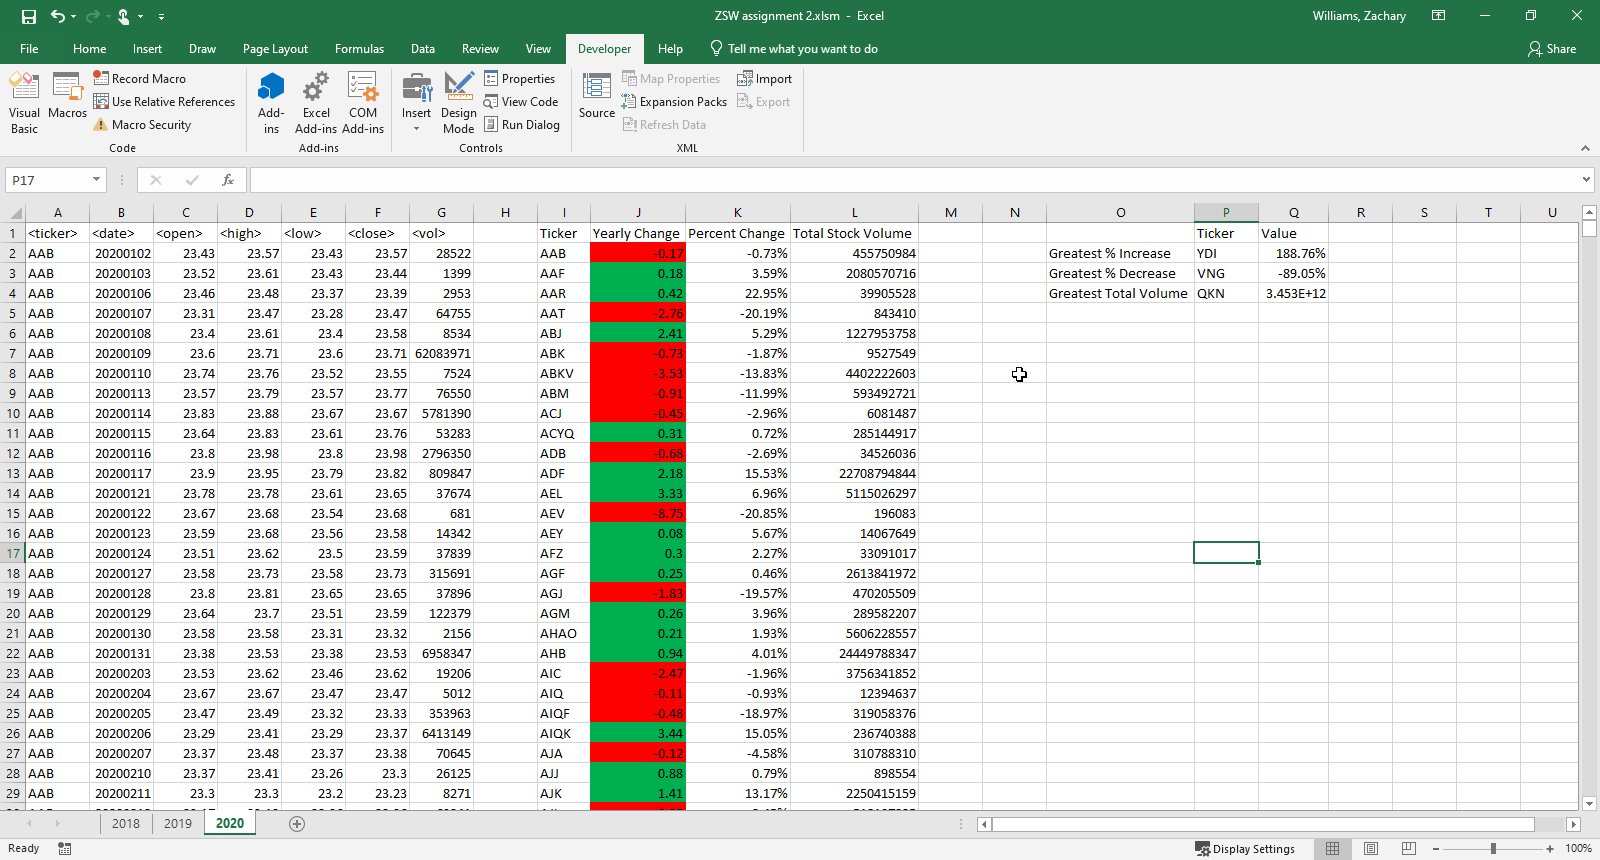 ZSW assignment 2.xlsm - Excel
Williams, Zachary
File Home Insert Draw Page Layout Formulas Data Review View Developer Help Tell me what you want to do Share
Visual Basic
Macros
Record Macro
Use Relative References
Macro Security
Code
Add-ins
Excel Add-ins
COM Add-ins
Add-ins
Insert
Design Mode
Properties
View Code
Run Dialog
Controls
Source
Map Properties
Expansion Packs
Refresh Data
Import
Export
XML
P17
fx
A B C D E F G H I J K L M N O P Q R S T U
1 <ticker> <date> <open> <high> <low> <close> <vol> Ticker Yearly Change Percent Change Total Stock Volume Ticker Value
2 AAB 20200102 23.43 23.57 23.43 23.57 28522 AAB -0.17 -0.73% 455750984 Greatest % Increase YDI 188.76%
3 AAB 20200103 23.52 23.61 23.43 23.44 1399 AAF 0.18 3.59% 2080570716 Greatest % Decrease VNG -89.05%
4 AAB 20200106 23.46 23.48 23.37 23.39 2953 AAR 0.42 22.95% 39905528 Greatest Total Volume QKN 3.453E+12
5 AAB 20200107 23.31 23.47 23.28 23.47 64755 AAT -2.76 -20.19% 843410
6 AAB 20200108 23.4 23.61 23.4 23.58 8534 ABJ 2.41 5.29% 1227953758
7 AAB 20200109 23.6 23.71 23.6 23.71 62083971 ABK -0.73 -1.87% 9527549
8 AAB 20200110 23.74 23.76 23.52 23.55 7524 ABKV -3.53 -13.83% 4402222603
9 AAB 20200113 23.57 23.79 23.57 23.77 76550 ABM -0.91 -11.99% 593492721
10 AAB 20200114 23.83 23.88 23.67 23.67 5781390 ACJ -0.45 -2.96% 6081487
11 AAB 20200115 23.64 23.83 23.61 23.76 53283 ACYQ 0.31 0.72% 285144917
12 AAB 20200116 23.8 23.98 23.8 23.98 2796350 ADB -0.68 -2.69% 34526036
13 AAB 20200117 23.9 23.95 23.79 23.82 809847 ADF 2.18 15.53% 22708794844
14 AAB 20200121 23.78 23.78 23.61 23.65 37674 AEL 3.33 6.96% 5115026297
15 AAB 20200122 23.67 23.68 23.54 23.68 681 AEV -8.75 -20.85% 196083
16 AAB 20200123 23.59 23.68 23.56 23.58 14342 AEY 0.08 5.67% 14067649
17 AAB 20200124 23.51 23.62 23.5 23.59 37839 AFZ 0.3 2.27% 33091017
18 AAB 20200127 23.58 23.73 23.58 23.73 315691 AGF 0.25 0.46% 2613841972
19 AAB 20200128 23.8 23.81 23.65 23.65 37896 AGJ -1.83 -19.57% 470205509
20 AAB 20200129 23.64 23.7 23.51 23.59 122379 AGM 0.26 3.96% 289582207
21 AAB 20200130 23.58 23.58 23.31 23.32 2156 AHAO 0.21 1.93% 5606228557
22 AAB 20200131 23.38 23.53 23.38 23.53 6958347 AHB 0.94 4.01% 24449788347
23 AAB 20200203 23.53 23.62 23.46 23.62 19206 AIC -2.47 -1.96% 3756341852
24 AAB 20200204 23.67 23.67 23.47 23.47 5012 AIQ -0.11 -0.93% 12394637
25 AAB 20200205 23.47 23.49 23.32 23.33 353963 AIQF -0.48 -18.97% 319058376
26 AAB 20200206 23.29 23.41 23.29 23.37 6413149 AIQK 3.44 15.05% 236740388
27 AAB 20200207 23.37 23.48 23.37 23.38 70645 AJA -0.12 -4.58% 310788310
28 AAB 20200210 23.37 23.41 23.26 23.3 26125 AJJ 0.88 0.79% 898554
29 AAB 20200211 23.3 23.3 23.2 23.23 8271 AJK 1.41 13.17% 2250415159
2018 2019 2020
Ready
Display Settings
100%